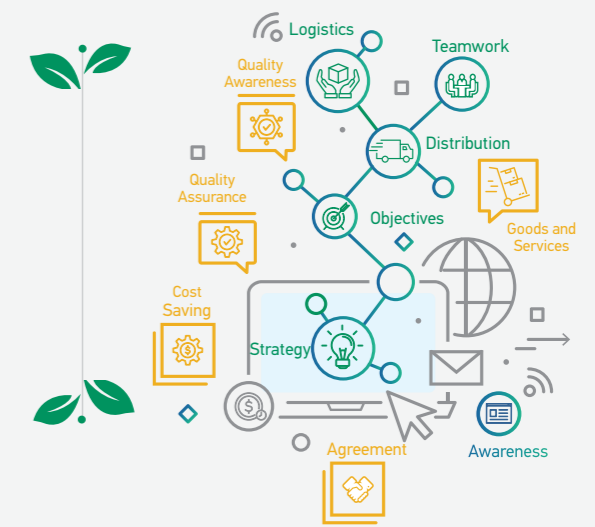 Logistics
Teamwork
Quality
Awareness
Distribution
Quality
Assurance
Objectives
Goods and
Services
Cost
Saving
Strategy
Agreement
Awareness